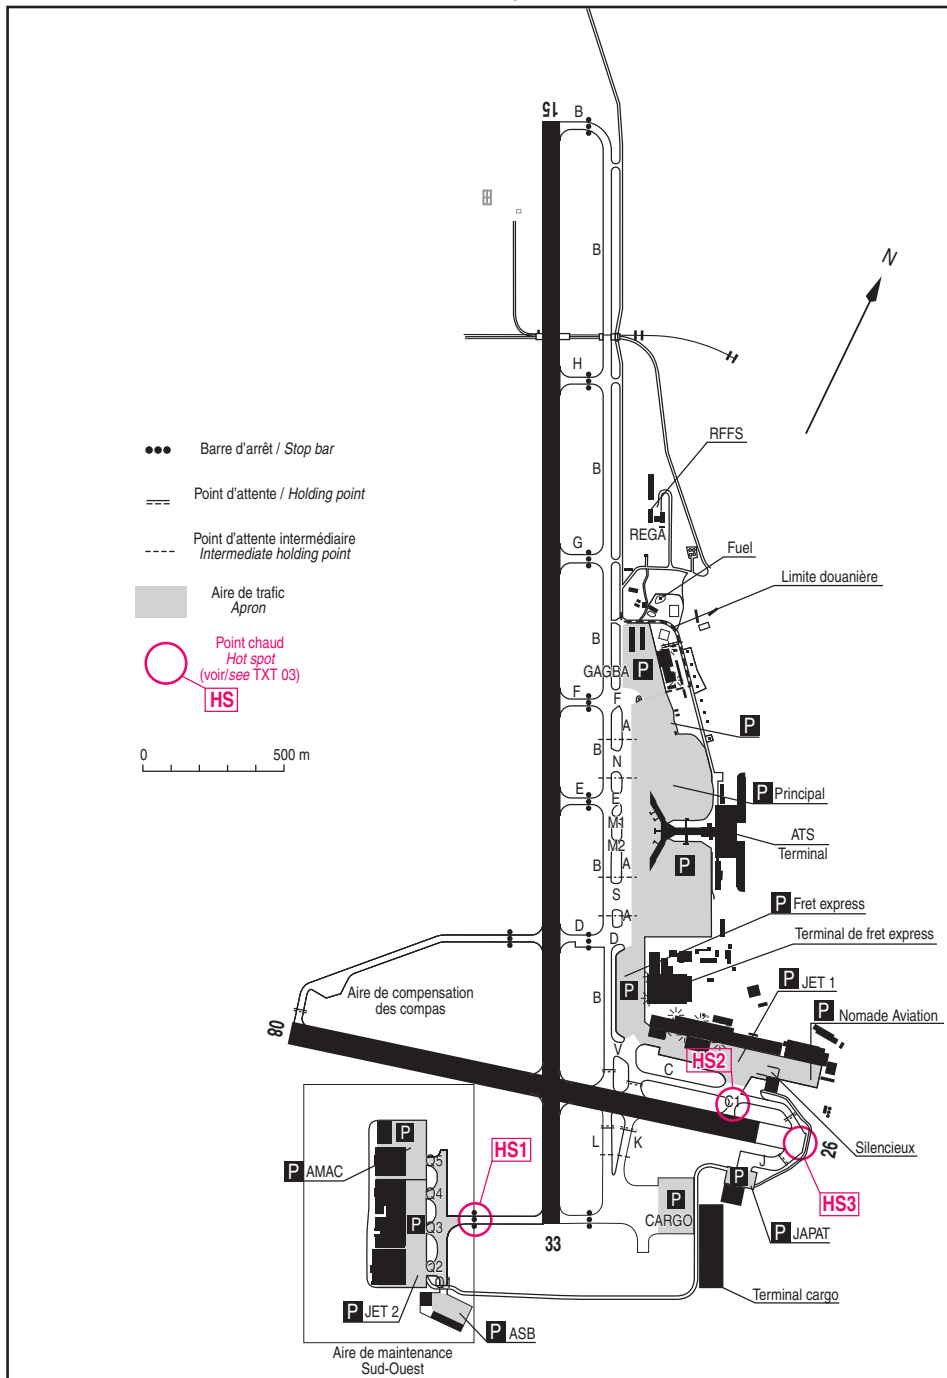 15
B
B
N
H
RFFS
Barre d'arrêt / Stop bar
B
Point d'attente / Holding point
REGA
G
Point d'attente intermédiaire
Intermediate holding point
Fuel
Limite douanière
Aire de trafic
Apron
B
Point chaud
Hot spot
(voir/see TXT 03)
HS
GAGBA
P
F
F
A
P
B
N
0
500 m
E
E
P Principal
M1
ATS
Terminal
M2
B
A
P
S
P Fret express
A
D
D
Terminal de fret express
P JET 1
Aire de compensation
des compas
B
P
P Nomade Aviation
08
V
HS2
C
C1
P
L
K
26
Silencieux
HS1
J
P AMAC
Q5
P
HS3
Q4
P
P
CARGO
Q3
33
P JAPAT
Q2
Terminal cargo
P JET 2
P ASB
Aire de maintenance
Sud-Ouest